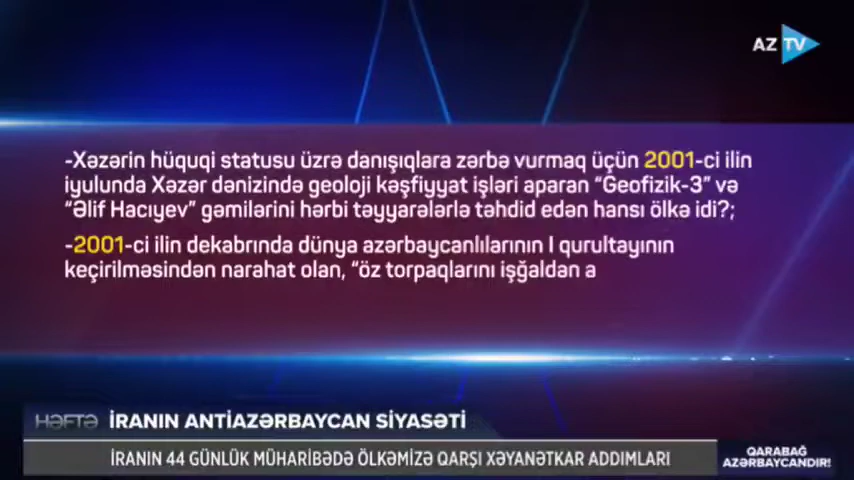 AZ TV
-Xəzərin hüquqi statusu üzrə danışıqlara zərbə vurmaq üçün 2001-ci ilin
iyulunda Xəzər dənizində geoloji kəşfiyyat işləri aparan “Geofizik-3” və
“Əlif Hacıyev” gəmilərini hərbi təyyarələrlə təhdid edən hansı ölkə idi?;
-2001-ci ilin dekabrında dünya azərbaycanlılarının I qurultayının
keçirilməsindən narahat olan, “öz torpaqlarını işğaldan a
HƏFTƏ İRANIN ANTİAZƏRBAYCAN SİYASƏTİ
İRANIN 44 GÜNLÜK MÜHARİBƏDƏ ÖLKƏMİZƏ QARŞI XƏYANƏTKAR ADDIMLARI
QARABAĞ
AZƏRBAYCANDIR!